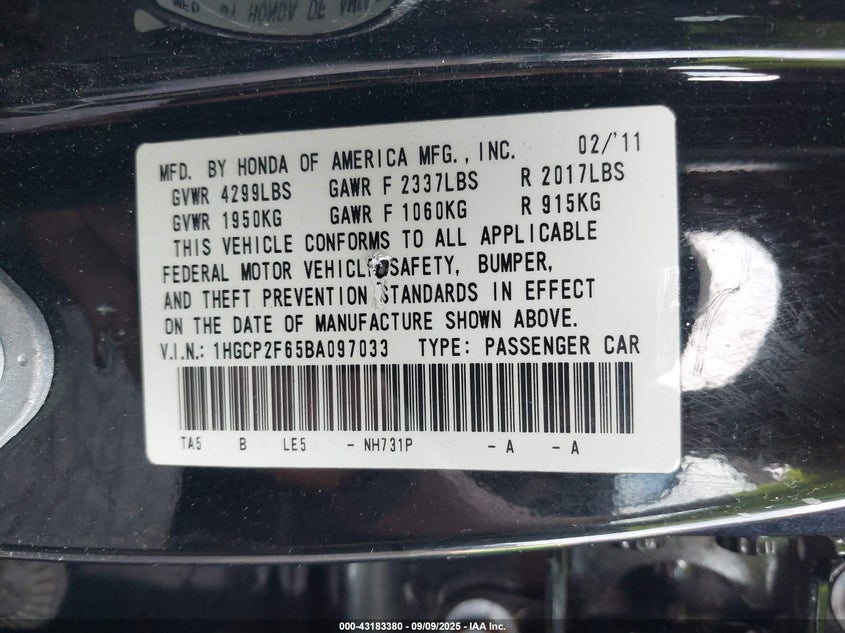 MFD. BY HONDA OF AMERICA MFG., INC. 02/'11
GVWR 4299LBS GAWR F 2337LBS R 2017LBS
GVWR 1950KG GAWR F 1060KG R 915KG
THIS VEHICLE CONFORMS TO ALL APPLICABLE
FEDERAL MOTOR VEHICLE SAFETY, BUMPER,
AND THEFT PREVENTION STANDARDS IN EFFECT
ON THE DATE OF MANUFACTURE SHOWN ABOVE.
V.I.N.: 1HGCP2F65BA097033 TYPE: PASSENGER CAR
TA5 B LE5 - NH731P - A - A
000-43183380 - 09/09/2025 - IAA Inc.